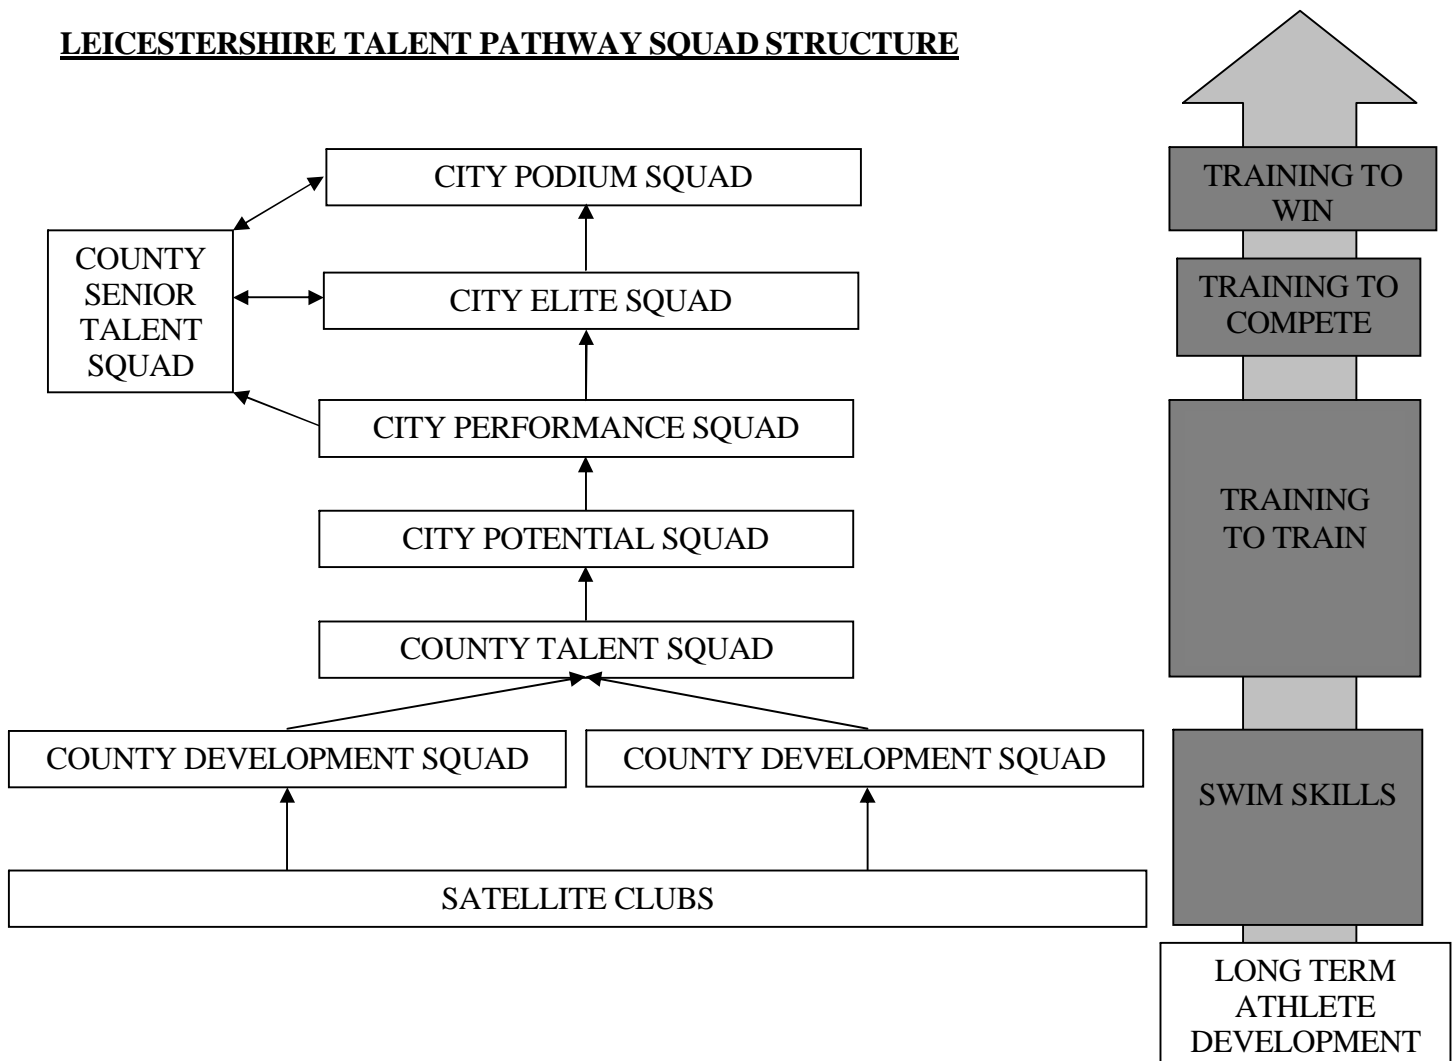 LEICESTERSHIRE TALENT PATHWAY SQUAD STRUCTURE
CITY PODIUM SQUAD
COUNTY
SENIOR
TALENT
SQUAD
CITY ELITE SQUAD
CITY PERFORMANCE SQUAD
CITY POTENTIAL SQUAD
COUNTY TALENT SQUAD
COUNTY DEVELOPMENT SQUAD
COUNTY DEVELOPMENT SQUAD
SATELLITE CLUBS
TRAINING TO
WIN
TRAINING TO
COMPETE
TRAINING
TO TRAIN
SWIM SKILLS
LONG TERM
ATHLETE
DEVELOPMENT